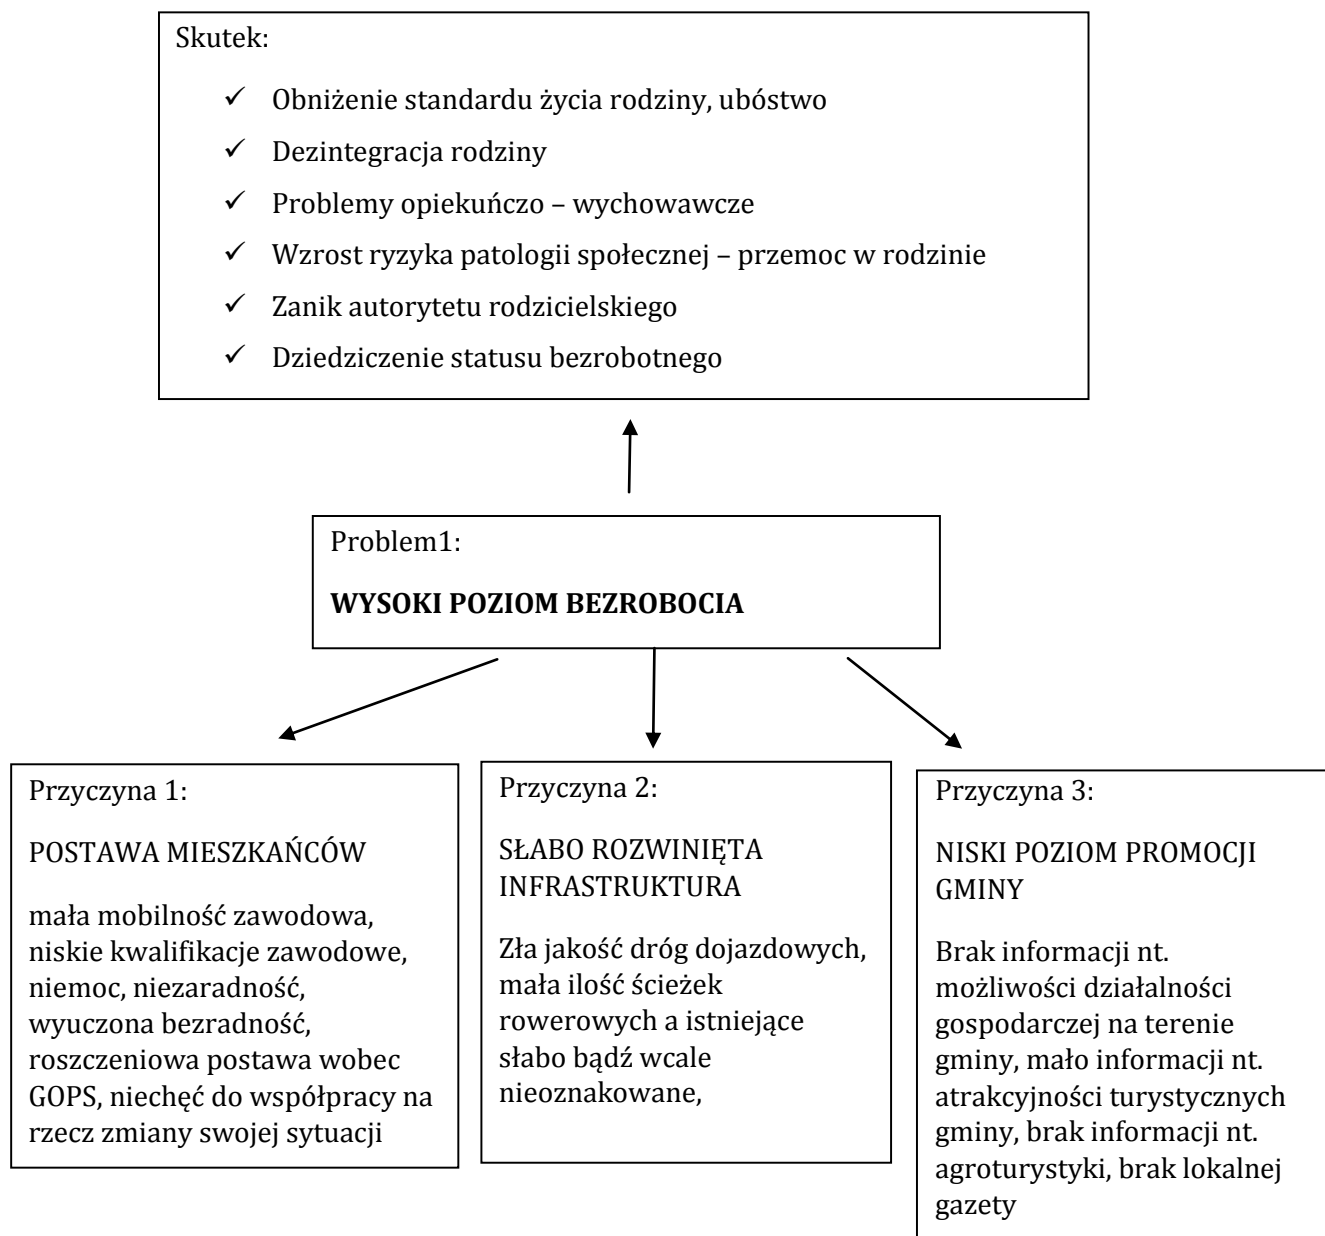 Skutek:
✓ Obniżenie standardu życia rodziny, ubóstwo
✓ Dezintegracja rodziny
✓ Problemy opiekuńczo – wychowawcze
✓ Wzrost ryzyka patologii społecznej – przemoc w rodzinie
✓ Zanik autorytetu rodzicielskiego
✓ Dziedziczenie statusu bezrobotnego
Problem1:
WYSOKI POZIOM BEZROBOCIA
Przyczyna 1:
POSTAWA MIESZKAŃCÓW
mała mobilność zawodowa,
niskie kwalifikacje zawodowe,
niemoc, niezaradność,
wyuczona bezradność,
roszczeniowa postawa wobec
GOPS, niechęć do współpracy na
rzecz zmiany swojej sytuacji
Przyczyna 2:
SŁABO ROZWINIĘTA
INFRASTRUKTURA
Zła jakość dróg dojazdowych,
mała ilość ścieżek
rowerowych a istniejące
słabo bądź wcale
nieoznakowane,
Przyczyna 3:
NISKI POZIOM PROMOCJI
GMINY
Brak informacji nt.
możliwości działalności
gospodarczej na terenie
gminy, mało informacji nt.
atrakcyjności turystycznych
gminy, brak informacji nt.
agroturystyki, brak lokalnej
gazety